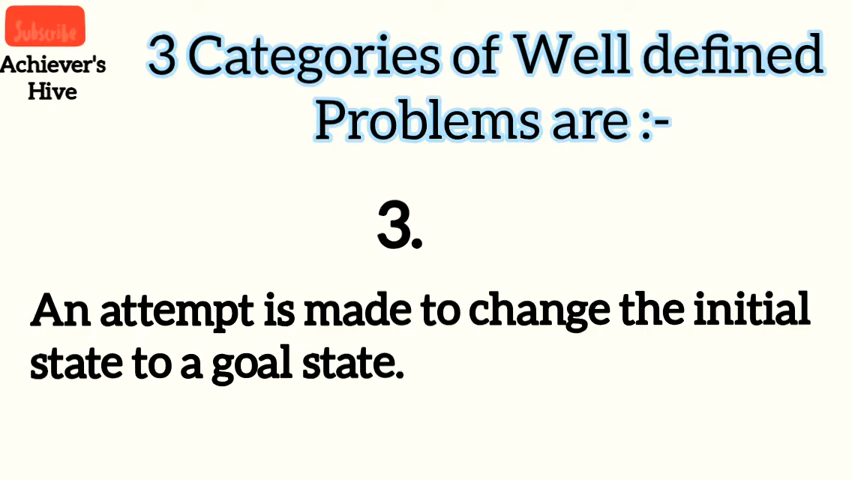 Subscribe
Achiever's
Hive
3 Categories of Well defined
Problems are :-
3.
An attempt is made to change the initial
state to a goal state.